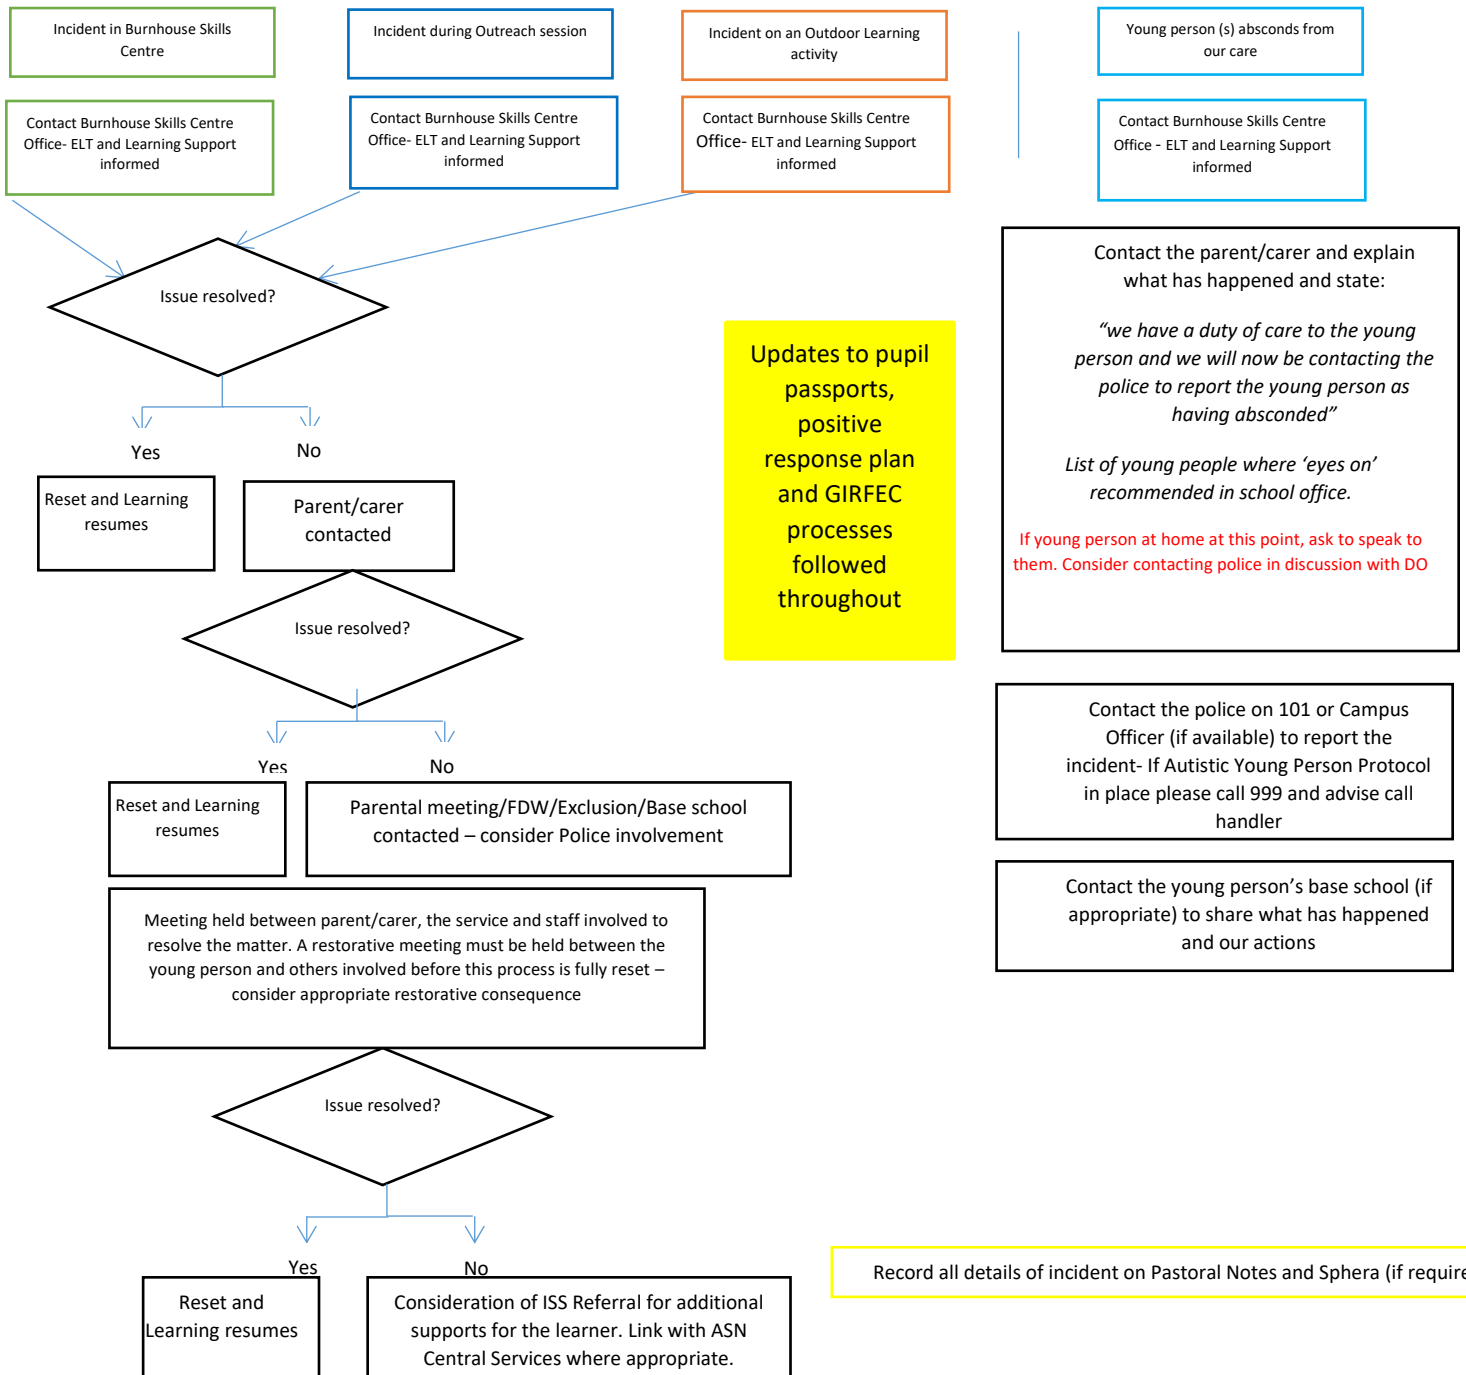 Incident in Burnhouse Skills
Centre
Incident during Outreach session
Incident on an Outdoor Learning
activity
Young person (s) absconds from
our care
Contact Burnhouse Skills Centre
Office- ELT and Learning Support
informed
Contact Burnhouse Skills Centre
Office- ELT and Learning Support
informed
Contact Burnhouse Skills Centre
Office- ELT and Learning Support
informed
Contact Burnhouse Skills Centre
Office - ELT and Learning Support
informed
Issue resolved?
Yes
No
Reset and Learning
resumes
Parent/carer
contacted
Issue resolved?
Yes
No
Reset and Learning
resumes
Parental meeting/FDW/Exclusion/Base school
contacted – consider Police involvement
Meeting held between parent/carer, the service and staff involved to
resolve the matter. A restorative meeting must be held between the
young person and others involved before this process is fully reset –
consider appropriate restorative consequence
Issue resolved?
Yes
No
Reset and
Learning resumes
Consideration of ISS Referral for additional
supports for the learner. Link with ASN
Central Services where appropriate.
Updates to pupil
passports,
positive
response plan
and GIRFEC
processes
followed
throughout
Contact the parent/carer and explain
what has happened and state:
“we have a duty of care to the young
person and we will now be contacting the
police to report the young person as
having absconded”
List of young people where ‘eyes on’
recommended in school office.
If young person at home at this point, ask to speak to
them. Consider contacting police in discussion with DO
Contact the police on 101 or Campus
Officer (if available) to report the
incident- If Autistic Young Person Protocol
in place please call 999 and advise call
handler
Contact the young person’s base school (if
appropriate) to share what has happened
and our actions
Record all details of incident on Pastoral Notes and Sphera (if require